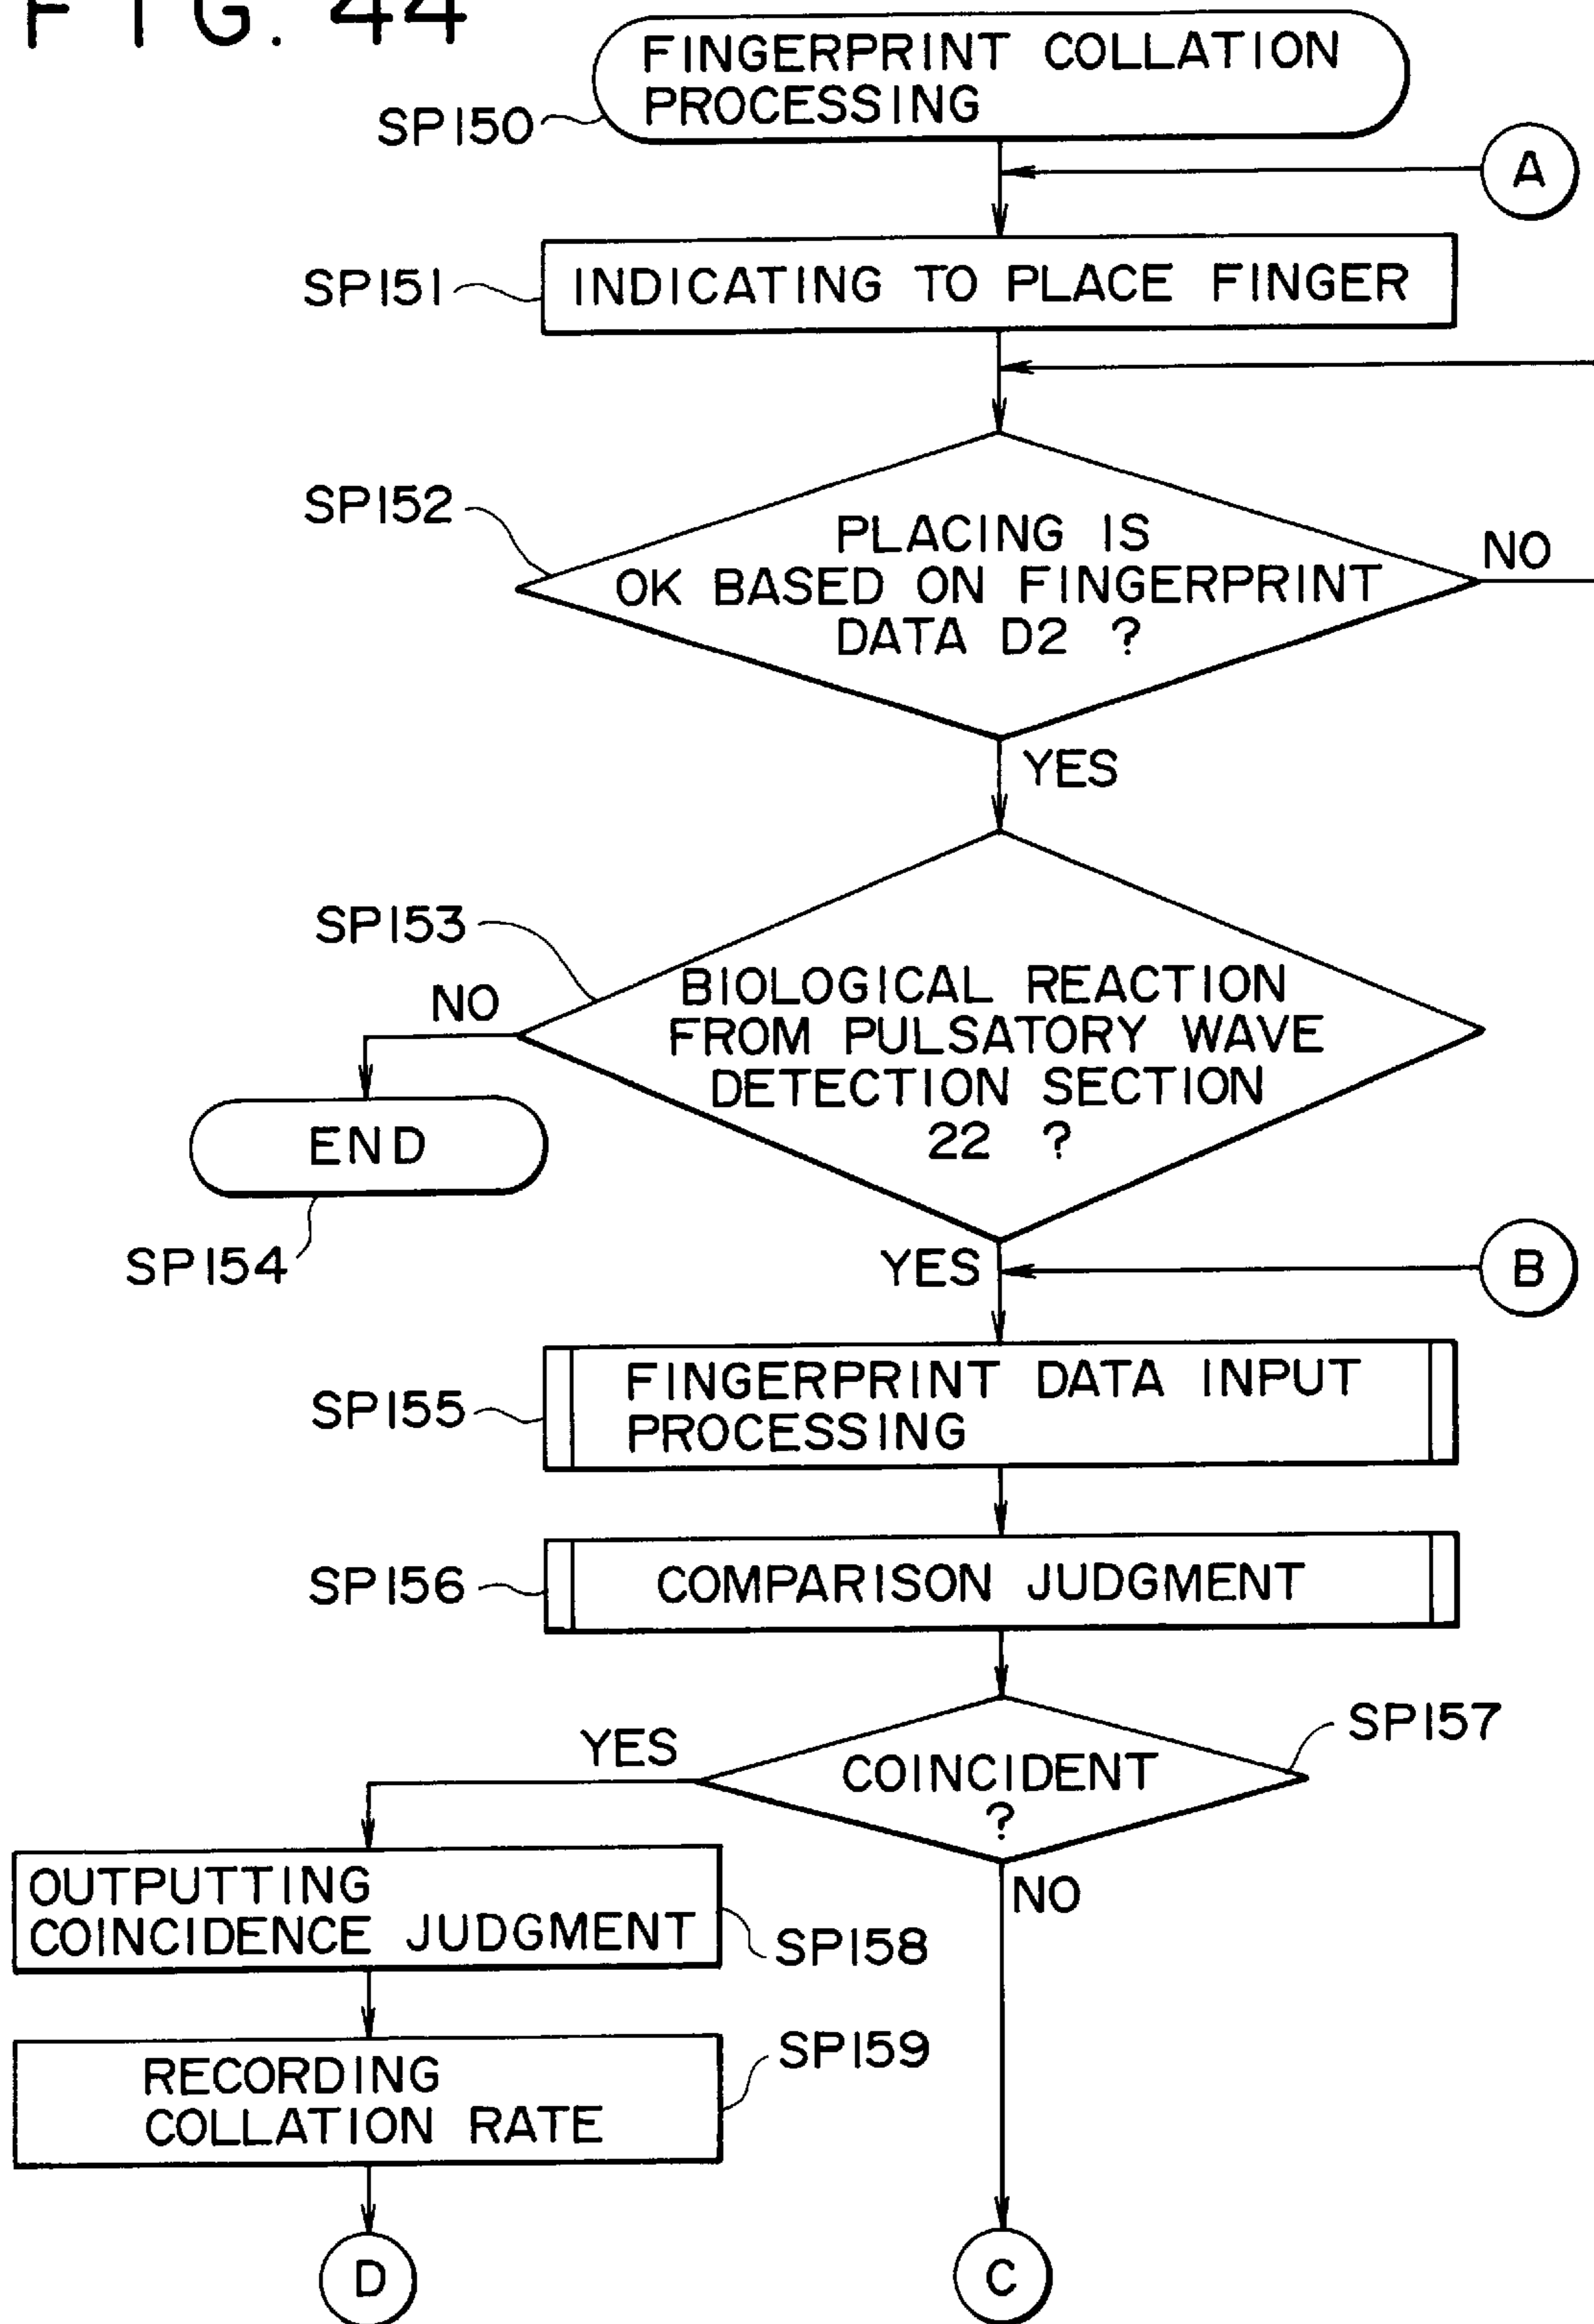 FIG. 44
FINGERPRINT COLLATION
PROCESSING
SP150
A
SP151
INDICATING TO PLACE FINGER
SP152
PLACING IS
OK BASED ON FINGERPRINT
DATA D2 ?
NO
YES
SP153
NO
BIOLOGICAL REACTION
FROM PULSATORY WAVE
DETECTION SECTION
22 ?
END
SP154
YES
B
SP155
FINGERPRINT DATA INPUT
PROCESSING
SP156
COMPARISON JUDGMENT
SP157
YES
COINCIDENT
?
NO
OUTPUTTING
COINCIDENCE JUDGMENT
SP158
RECORDING
COLLATION RATE
SP159
D
C